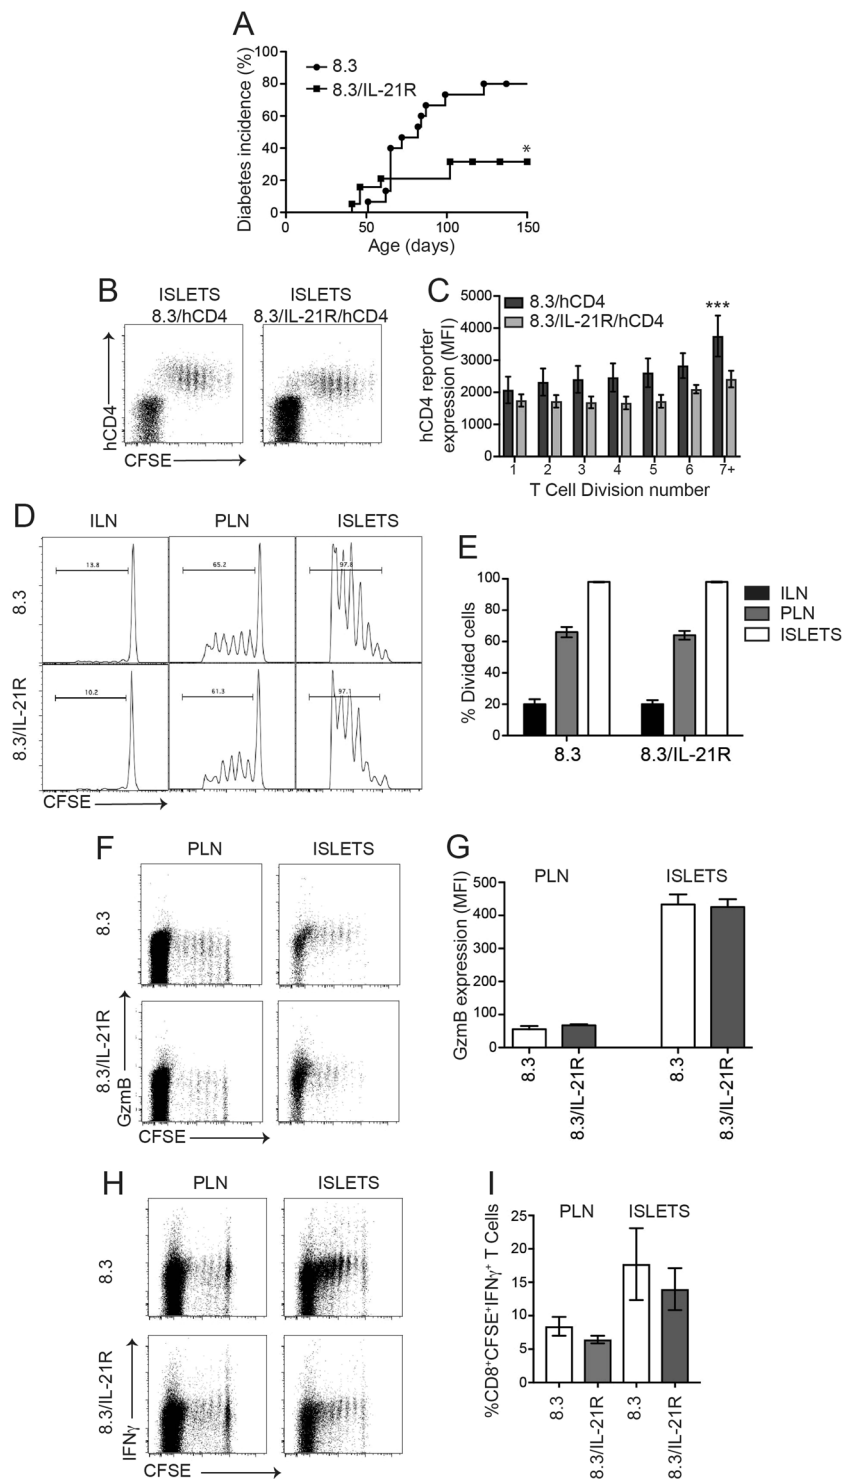 A
Diabetes incidence (%)
100
80
60
40
20
0
8.3
8.3/IL-21R
*
0
50
100
150
Age (days)
B
ISLETS
8.3/hCD4
ISLETS
8.3/IL-21R/hCD4
hCD4
CFSE
C
hCD4 reporter
expression (MFI)
5000
4000
3000
2000
1000
0
8.3/hCD4
8.3/IL-21R/hCD4
***
1
2
3
4
5
6
7+
T Cell Division number
D
ILN
PLN
ISLETS
8.3
13.8
65.2
97.8
8.3/IL-21R
10.2
61.3
97.1
CFSE
E
% Divided cells
100
80
60
40
20
0
ILN
PLN
ISLETS
8.3
8.3/IL-21R
F
PLN
ISLETS
8.3
8.3/IL-21R
GzmB
CFSE
G
GzmB expression (MFI)
500
400
300
200
100
0
PLN
ISLETS
8.3
8.3/IL-21R
8.3
8.3/IL-21R
H
PLN
ISLETS
8.3
8.3/IL-21R
IFNγ
CFSE
I
%CD8⁺CFSE⁺IFNγ⁺ T Cells
25
20
15
10
5
0
PLN
ISLETS
8.3
8.3/IL-21R
8.3
8.3/IL-21R